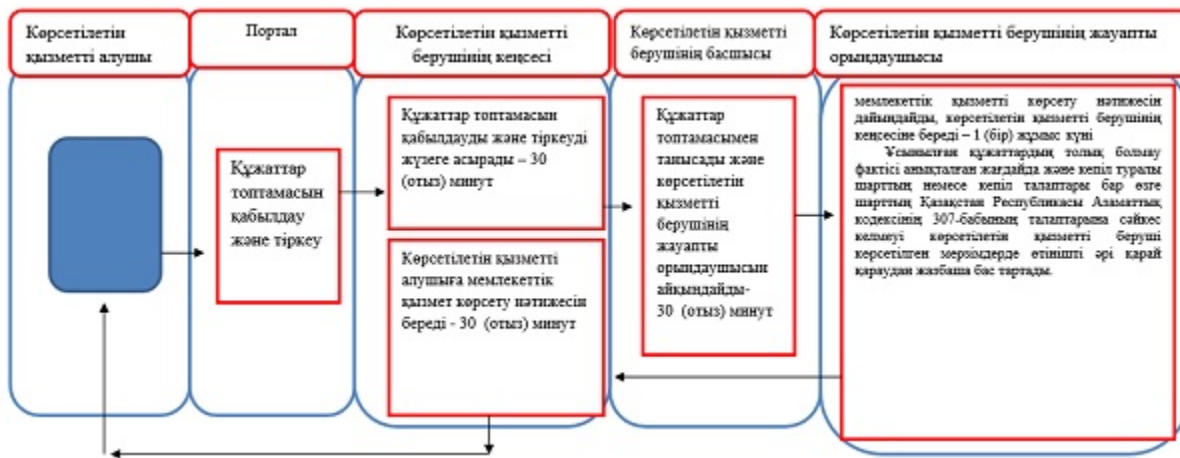 Көрсетілетін
қызметті алушы
Портал
Көрсетілетін қызметті
берушінің кеңсесі
Көрсетілетін қызметті
берушінің басшысы
Көрсетілетін қызметті берушінің жауапты
орындаушысы
Құжаттар
топтамасын
қабылдау
және тіркеу
Құжаттар топтамасын
қабылдауды және тіркеуді
жүзеге асырады – 30
(отыз) минут
Көрсетілетін қызметті
алушыға мемлекеттік
қызмет көрсету нәтижесін
береді - 30 (отыз) минут
Құжаттар
топтамасымен
танысады және
көрсетілетін
қызметті
берушінің
жауапты
орындаушысын
айқындайды-
30 (отыз) минут
мемлекеттік қызметті көрсету нәтижесін
дайындайды, көрсетілетін қызметті берушінің
кеңсесіне береді – 1 (бір) жұмыс күні
Ұсынылған құжаттардың толық болмау
фактісі анықталған жағдайда және кепіл туралы
шарттың немесе кепіл талаптары бар өзге
шарттың Қазақстан Республикасы Азаматтық
кодексінің 307-бабының талаптарына сәйкес
келмеуі көрсетілетін қызметті беруші
көрсетілген мерзімдерде өтінішті әрі қарай
қараудан жазбаша бас тартады.